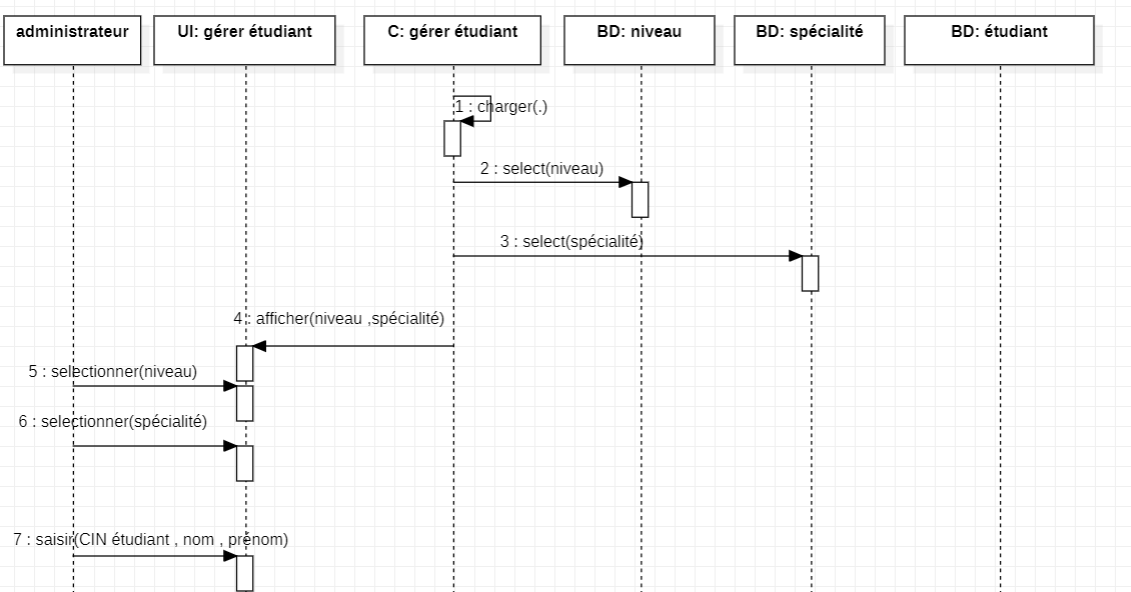 administrateur
UI: gérer étudiant
C: gérer étudiant
BD: niveau
BD: spécialité
BD: étudiant
1 : charger(.)
2 : select(niveau)
3 : select(spécialité)
4 : afficher(niveau ,spécialité)
5 : selectionner(niveau)
6 : selectionner(spécialité)
7 : saisir(CIN étudiant , nom , prénom)